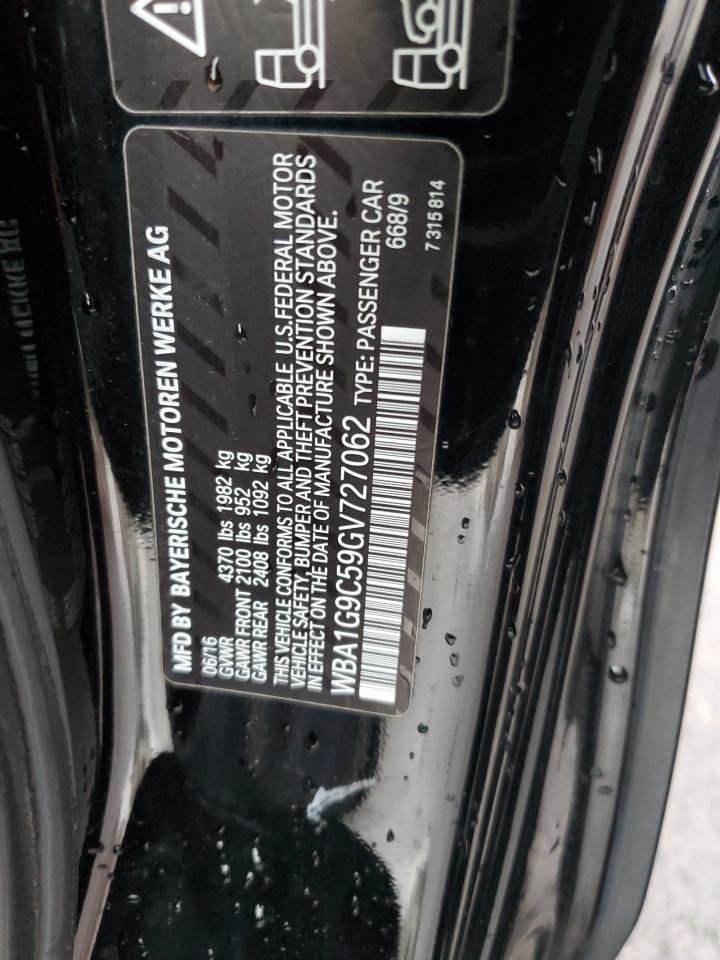 MFD BY BAYERISCHE MOTOREN WERKE AG
06/16
GVWR 4370 lbs 1982 kg
GAWR FRONT 2100 lbs 952 kg
GAWR REAR 2408 lbs 1092 kg
THIS VEHICLE CONFORMS TO ALL APPLICABLE U.S. FEDERAL MOTOR
VEHICLE SAFETY, BUMPER AND THEFT PREVENTION STANDARDS
IN EFFECT ON THE DATE OF MANUFACTURE SHOWN ABOVE.
WBA1G9C59GV727062 TYPE: PASSENGER CAR
668/9
7 315 814